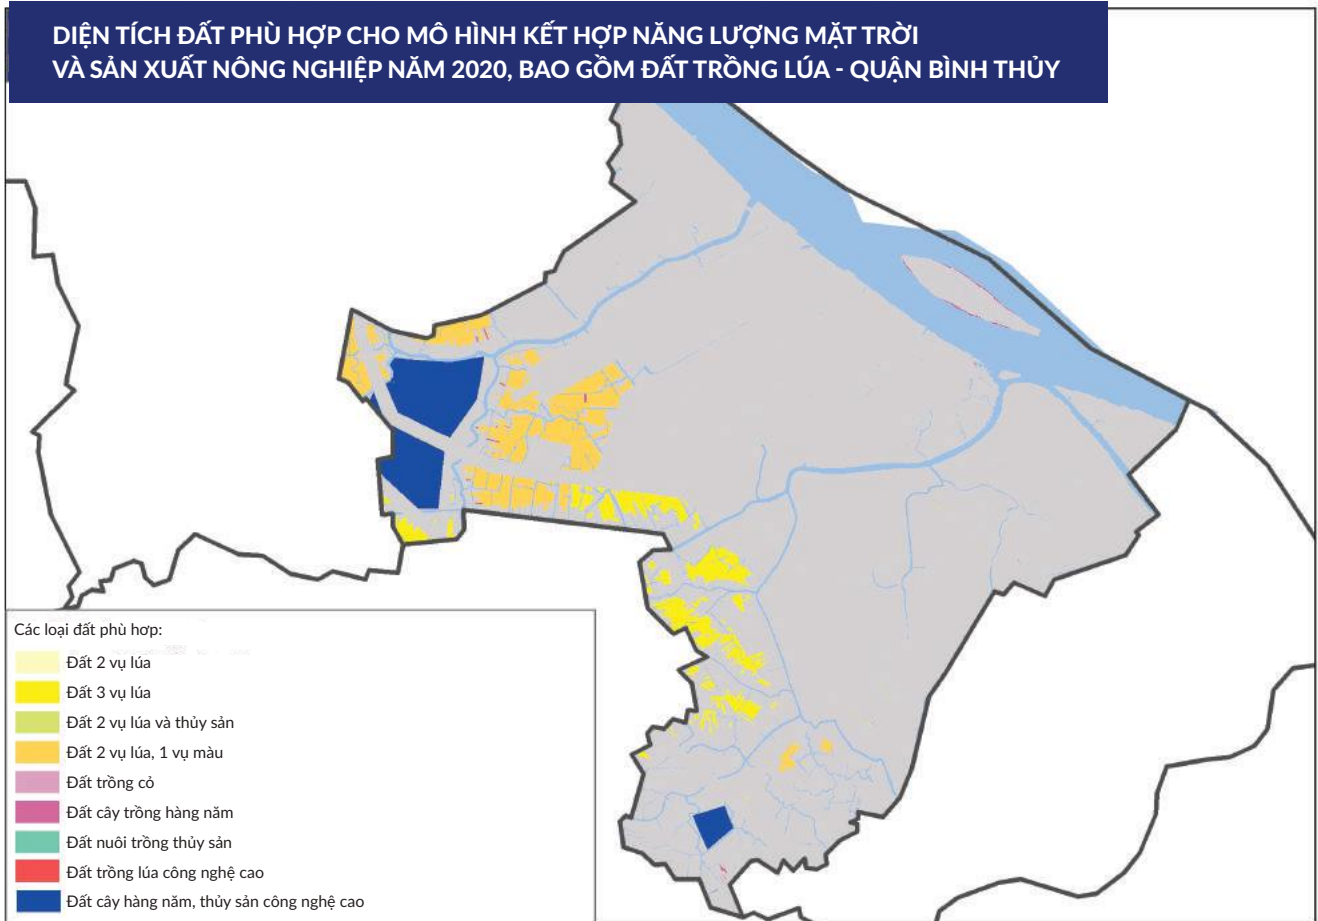 DIỆN TÍCH ĐẤT PHÙ HỢP CHO MÔ HÌNH KẾT HỢP NĂNG LƯỢNG MẶT TRỜI
VÀ SẢN XUẤT NÔNG NGHIỆP NĂM 2020, BAO GỒM ĐẤT TRỒNG LÚA - QUẬN BÌNH THỦY
Các loại đất phù hợp:
Đất 2 vụ lúa
Đất 3 vụ lúa
Đất 2 vụ lúa và thủy sản
Đất 2 vụ lúa, 1 vụ màu
Đất trồng cỏ
Đất cây trồng hàng năm
Đất nuôi trồng thủy sản
Đất trồng lúa công nghệ cao
Đất cây hàng năm, thủy sản công nghệ cao